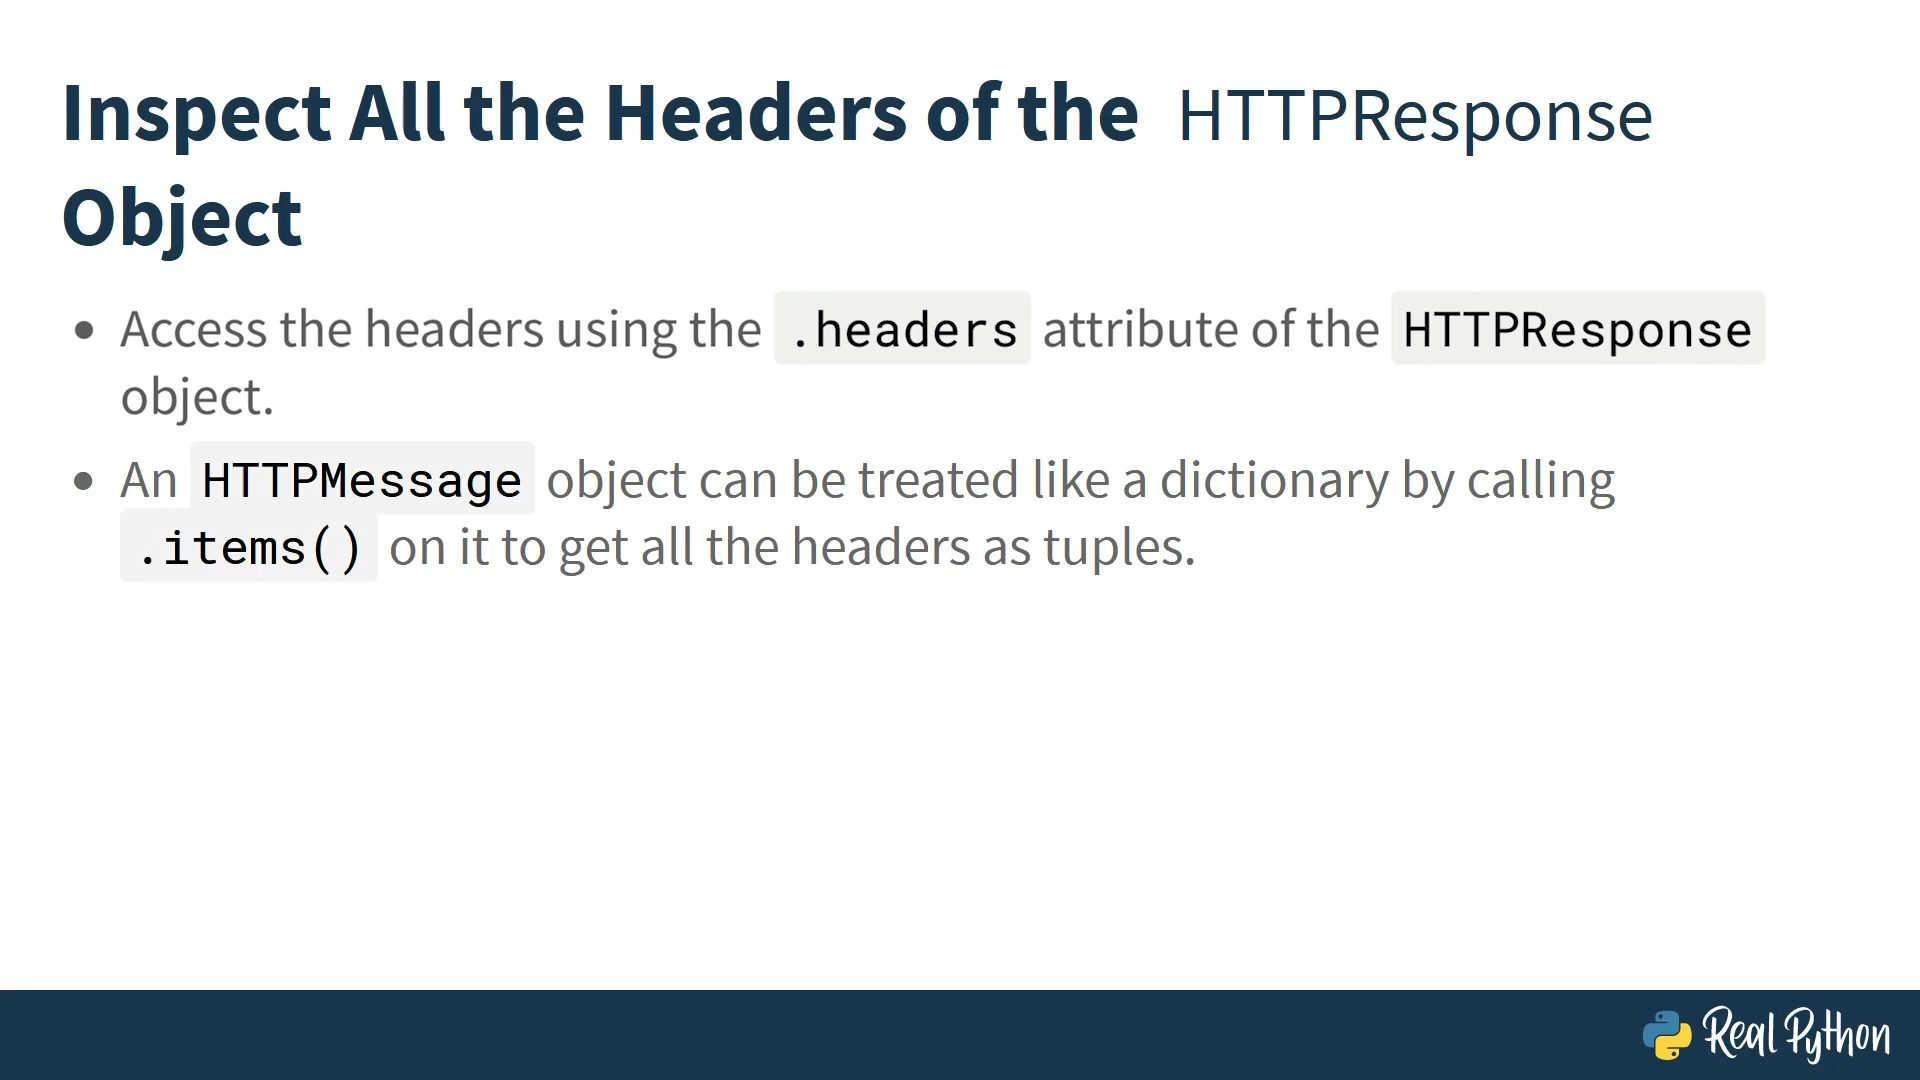 Inspect All the Headers of the HTTPResponse
Object
• Access the headers using the .headers attribute of the HTTPResponse
object.
• An HTTPMessage object can be treated like a dictionary by calling
.items() on it to get all the headers as tuples.
Real Python